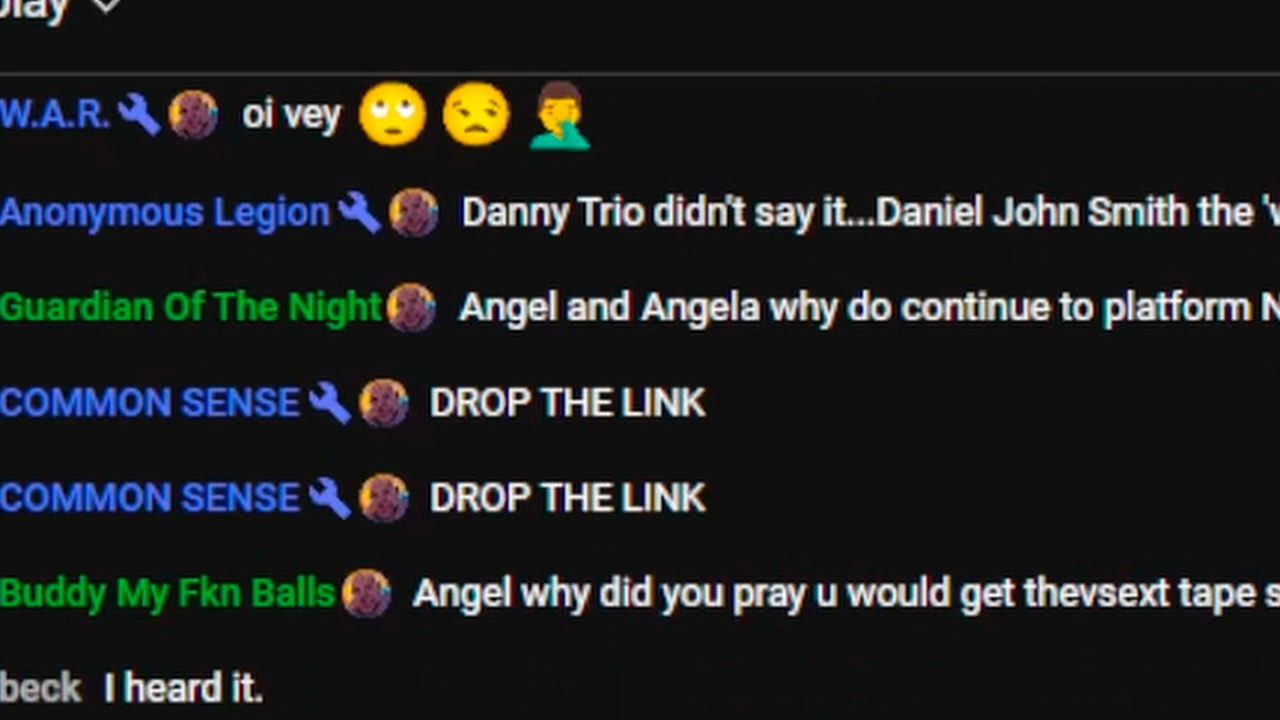 W.A.R. oi vey 🙄 😒 🤦‍♂️
Anonymous Legion Danny Trio didn't say it...Daniel John Smith the
Guardian Of The Night Angel and Angela why do continue to platform
COMMON SENSE DROP THE LINK
COMMON SENSE DROP THE LINK
Buddy My Fkn Balls Angel why did you pray u would get thevsext tape
beck I heard it.